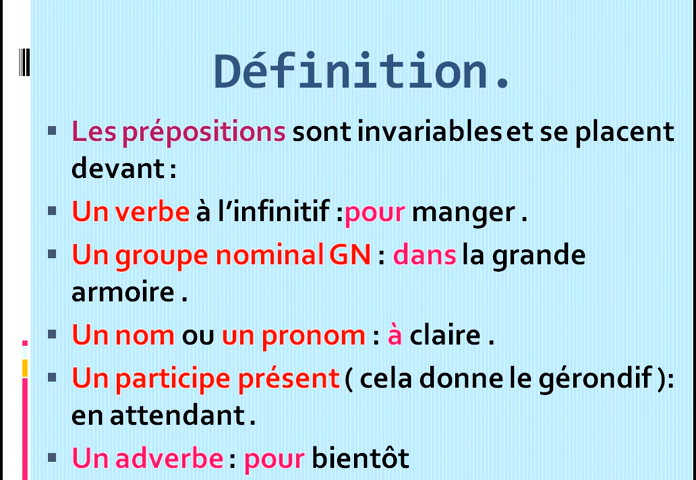 Définition.
Les prépositions sont invariables et se placent
devant :
Un verbe à l’infinitif :pour manger .
Un groupe nominal GN : dans la grande
armoire .
Un nom ou un pronom : à claire .
Un participe présent ( cela donne le gérondif ):
en attendant .
Un adverbe : pour bientôt